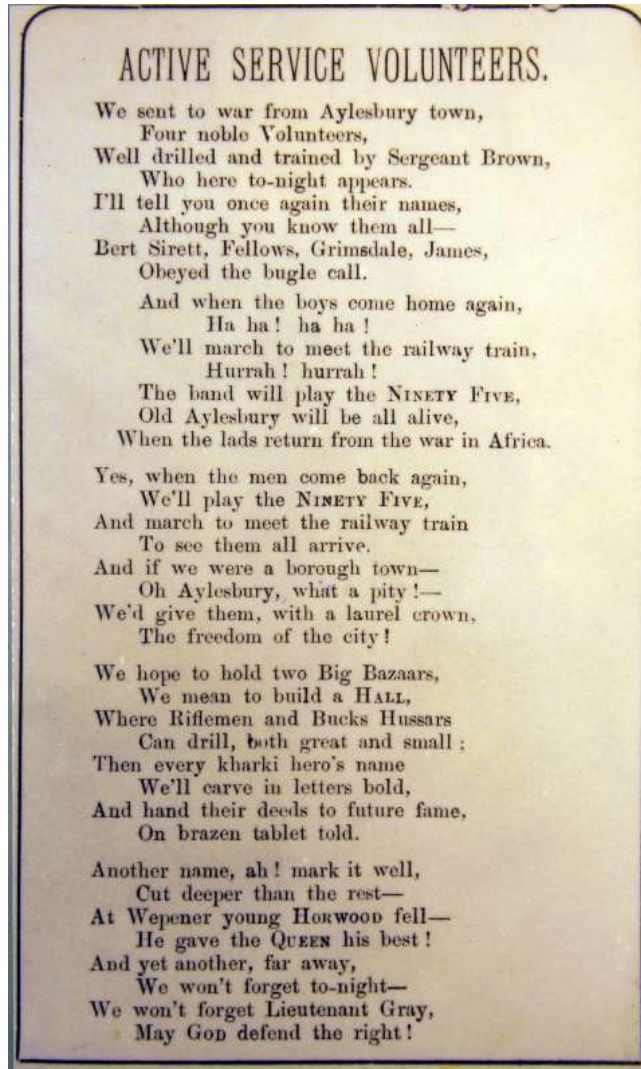 ACTIVE SERVICE VOLUNTEERS.
We sent to war from Aylesbury town,
Four noble Volunteers,
Well drilled and trained by Sergeant Brown,
Who here to-night appears.
I'll tell you once again their names,
Although you know them all—
Bert Sirett, Fellows, Grimsdale, James,
Obeyed the bugle call.
And when the boys come home again,
Ha ha! ha ha!
We'll march to meet the railway train,
Hurrah! hurrah!
The band will play the NINETY FIVE,
Old Aylesbury will be all alive,
When the lads return from the war in Africa.
Yes, when the men come back again,
We'll play the NINETY FIVE,
And march to meet the railway train
To see them all arrive.
And if we were a borough town—
Oh Aylesbury, what a pity!—
We'd give them, with a laurel crown,
The freedom of the city!
We hope to hold two Big Bazaars,
We mean to build a HALL,
Where Riflemen and Bucks Hussars
Can drill, both great and small;
Then every kharki hero's name
We'll carve in letters bold,
And hand their deeds to future fame,
On brazen tablet told.
Another name, ah! mark it well,
Cut deeper than the rest—
At Wepener young HORWOOD fell—
He gave the QUEEN his best!
And yet another, far away,
We won't forget to-night—
We won't forget Lieutenant Gray,
May GOD defend the right!